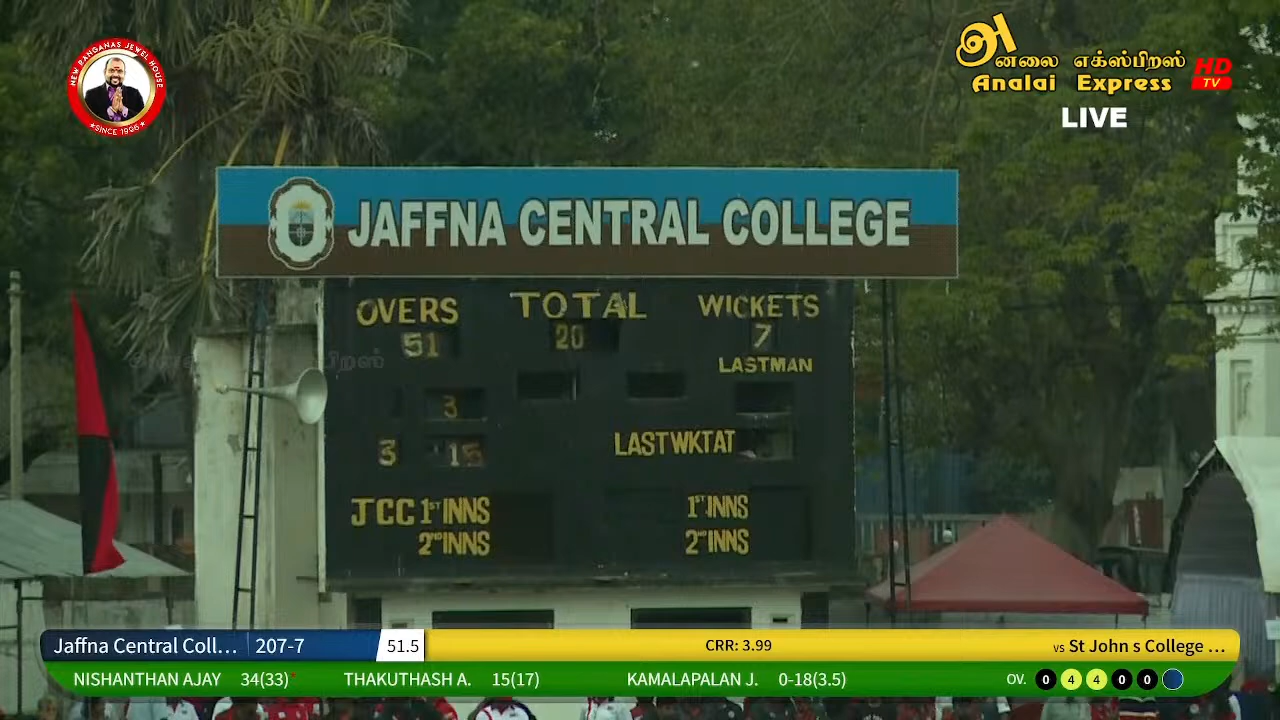 NEW RANGANAS JEWEL HOUSE
★SINCE 1996★
அனலை எக்ஸ்பிறஸ்
Analai Express
HD
TV
LIVE
JAFFNA CENTRAL COLLEGE
OVERS TOTAL WICKETS
51 20 7
LASTMAN
3
3 15 LASTWKTAT
JCC 1ST INNS 1ST INNS
2ND INNS 2ND INNS
Jaffna Central Coll... 207-7 51.5 CRR: 3.99 vs St John s College ...
NISHANTHAN AJAY 34(33)* THAKUTHASH A. 15(17) KAMALAPALAN J. 0-18(3.5) OV. 0 4 4 0 0